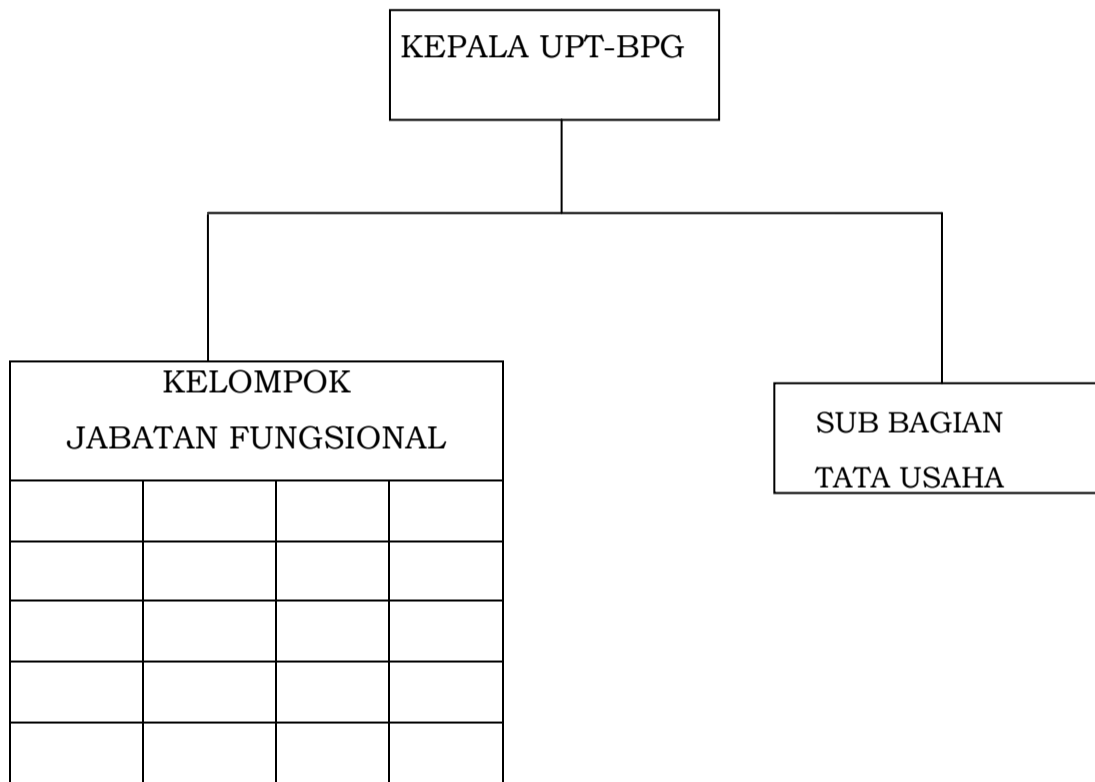 KEPALA UPT-BPG
KELOMPOK
JABATAN FUNGSIONAL
SUB BAGIAN
TATA USAHA